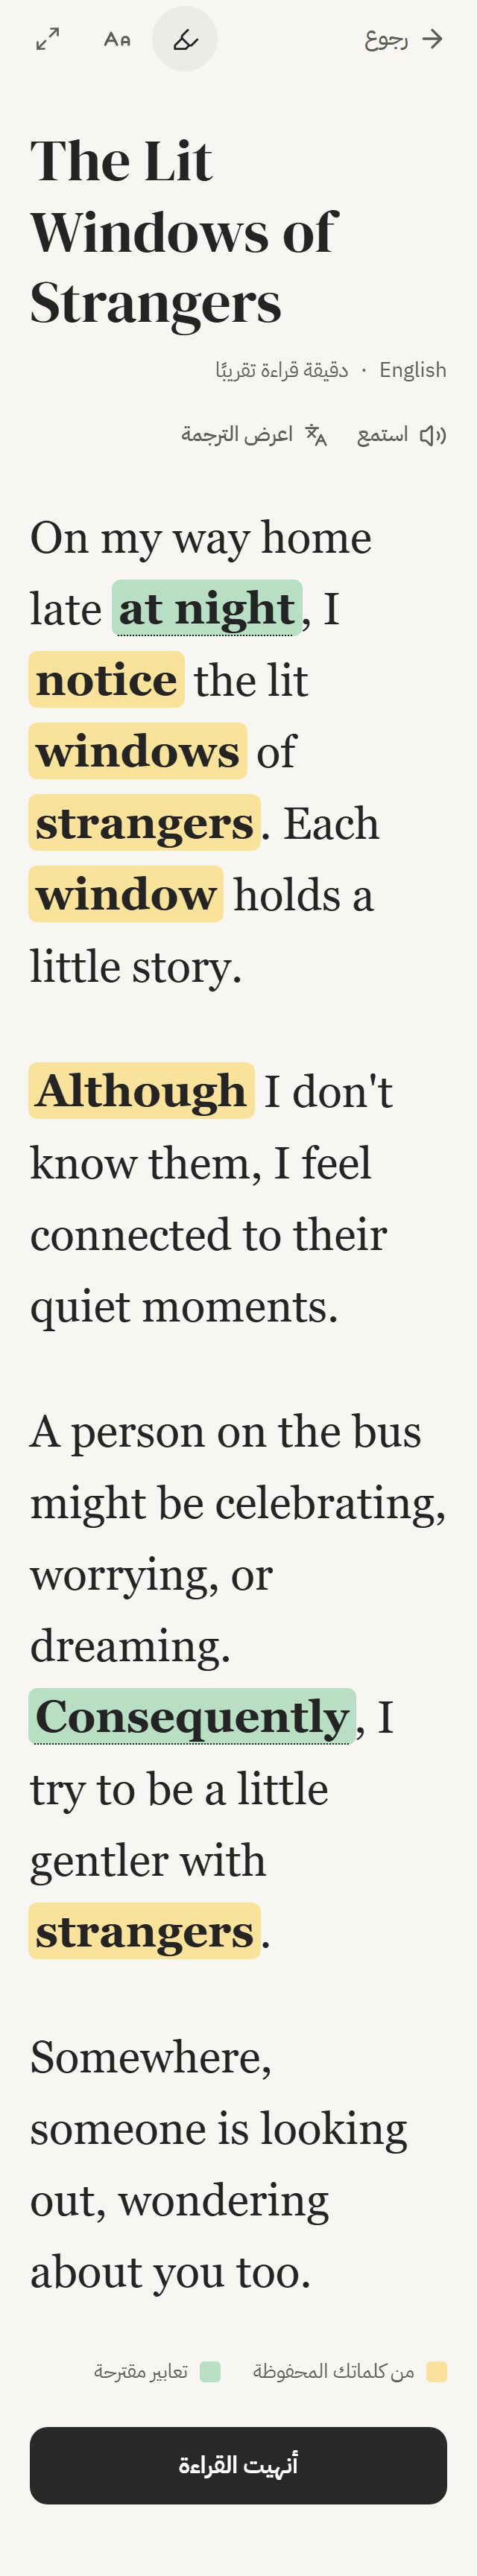 رجوع
AA
The Lit
Windows of
Strangers
English · دقيقة قراءة تقريبًا
استمع اعرض الترجمة
On my way home
late at night, I
notice the lit
windows of
strangers. Each
window holds a
little story.
Although I don't
know them, I feel
connected to their
quiet moments.
A person on the bus
might be celebrating,
worrying, or
dreaming.
Consequently, I
try to be a little
gentler with
strangers.
Somewhere,
someone is looking
out, wondering
about you too.
من كلماتك المحفوظة تعابير مقترحة
أنهيت القراءة